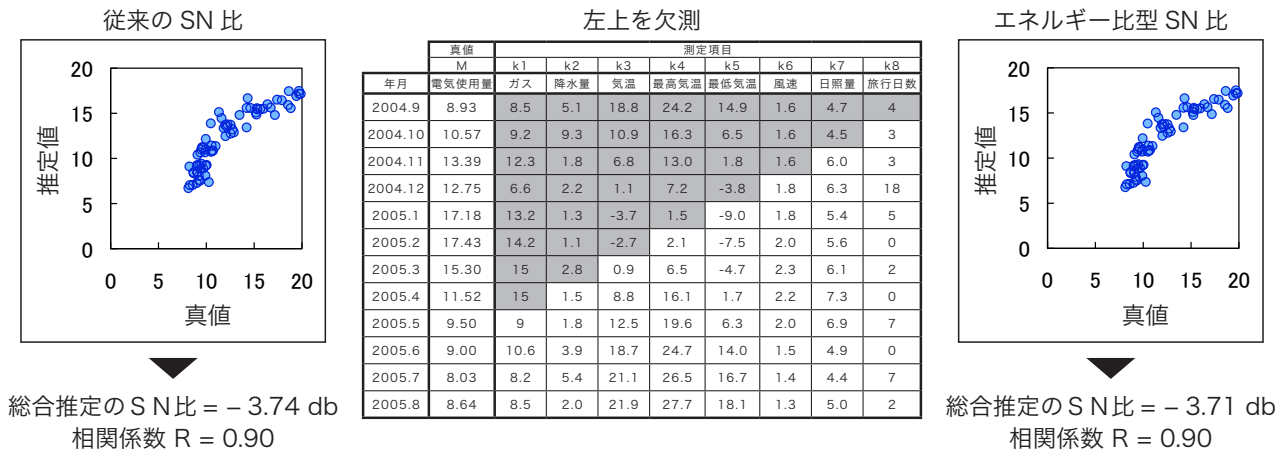 従来の SN 比
20
15
10
5
0
0 5 10 15 20
推定値
真値
総合推定のＳＮ比 = – 3.74 db
相関係数 R = 0.90
左上を欠測
真値 測定項目
M k1 k2 k3 k4 k5 k6 k7 k8
年月 電気使用量 ガス 降水量 気温 最高気温 最低気温 風速 日照量 旅行日数
2004.9 8.93 8.5 5.1 18.8 24.2 14.9 1.6 4.7 4
2004.10 10.57 9.2 9.3 10.9 16.3 6.5 1.6 4.5 3
2004.11 13.39 12.3 1.8 6.8 13.0 1.8 1.6 6.0 3
2004.12 12.75 6.6 2.2 1.1 7.2 -3.8 1.8 6.3 18
2005.1 17.18 13.2 1.3 -3.7 1.5 -9.0 1.8 5.4 5
2005.2 17.43 14.2 1.1 -2.7 2.1 -7.5 2.0 5.6 0
2005.3 15.30 15 2.8 0.9 6.5 -4.7 2.3 6.1 2
2005.4 11.52 15 1.5 8.8 16.1 1.7 2.2 7.3 0
2005.5 9.50 9 1.8 12.5 19.6 6.3 2.0 6.9 7
2005.6 9.00 10.6 3.9 18.7 24.7 14.0 1.5 4.9 0
2005.7 8.03 8.2 5.4 21.1 26.5 16.7 1.4 4.4 7
2005.8 8.64 8.5 2.0 21.9 27.7 18.1 1.3 5.0 2
エネルギー比型 SN 比
20
15
10
5
0
0 5 10 15 20
推定値
真値
総合推定のＳＮ比 = – 3.71 db
相関係数 R = 0.90